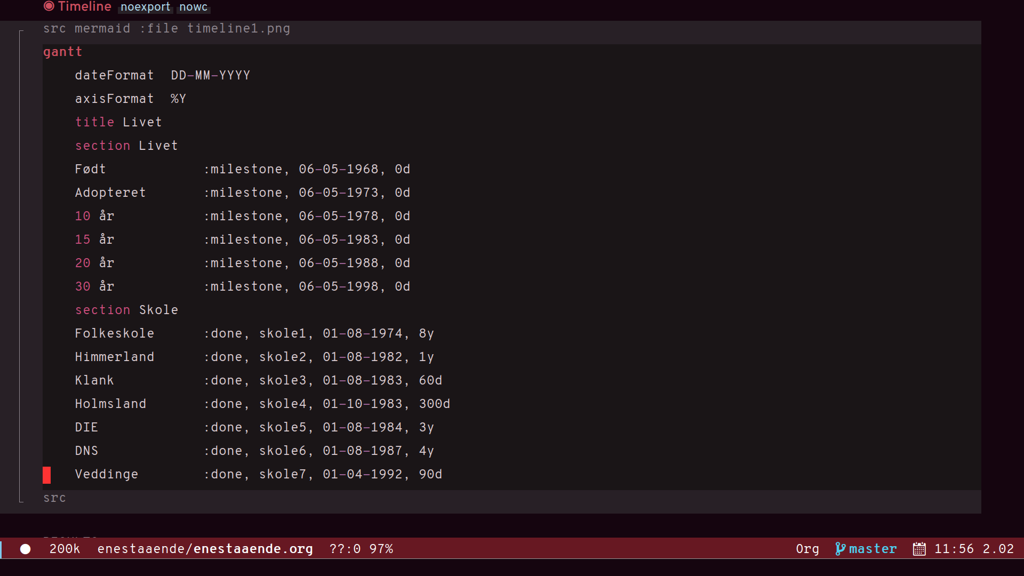 Timeline noexport nowc
src mermaid :file timeline1.png
gantt
dateFormat DD-MM-YYYY
axisFormat %Y
title Livet
section Livet
Født :milestone, 06-05-1968, 0d
Adopteret :milestone, 06-05-1973, 0d
10 år :milestone, 06-05-1978, 0d
15 år :milestone, 06-05-1983, 0d
20 år :milestone, 06-05-1988, 0d
30 år :milestone, 06-05-1998, 0d
section Skole
Folkeskole :done, skole1, 01-08-1974, 8y
Himmerland :done, skole2, 01-08-1982, 1y
Klank :done, skole3, 01-08-1983, 60d
Holmsland :done, skole4, 01-10-1983, 300d
DIE :done, skole5, 01-08-1984, 3y
DNS :done, skole6, 01-08-1987, 4y
Veddinge :done, skole7, 01-04-1992, 90d
src
200k enestaaende/enestaaende.org ??:0 97% Org master 11:56 2.02